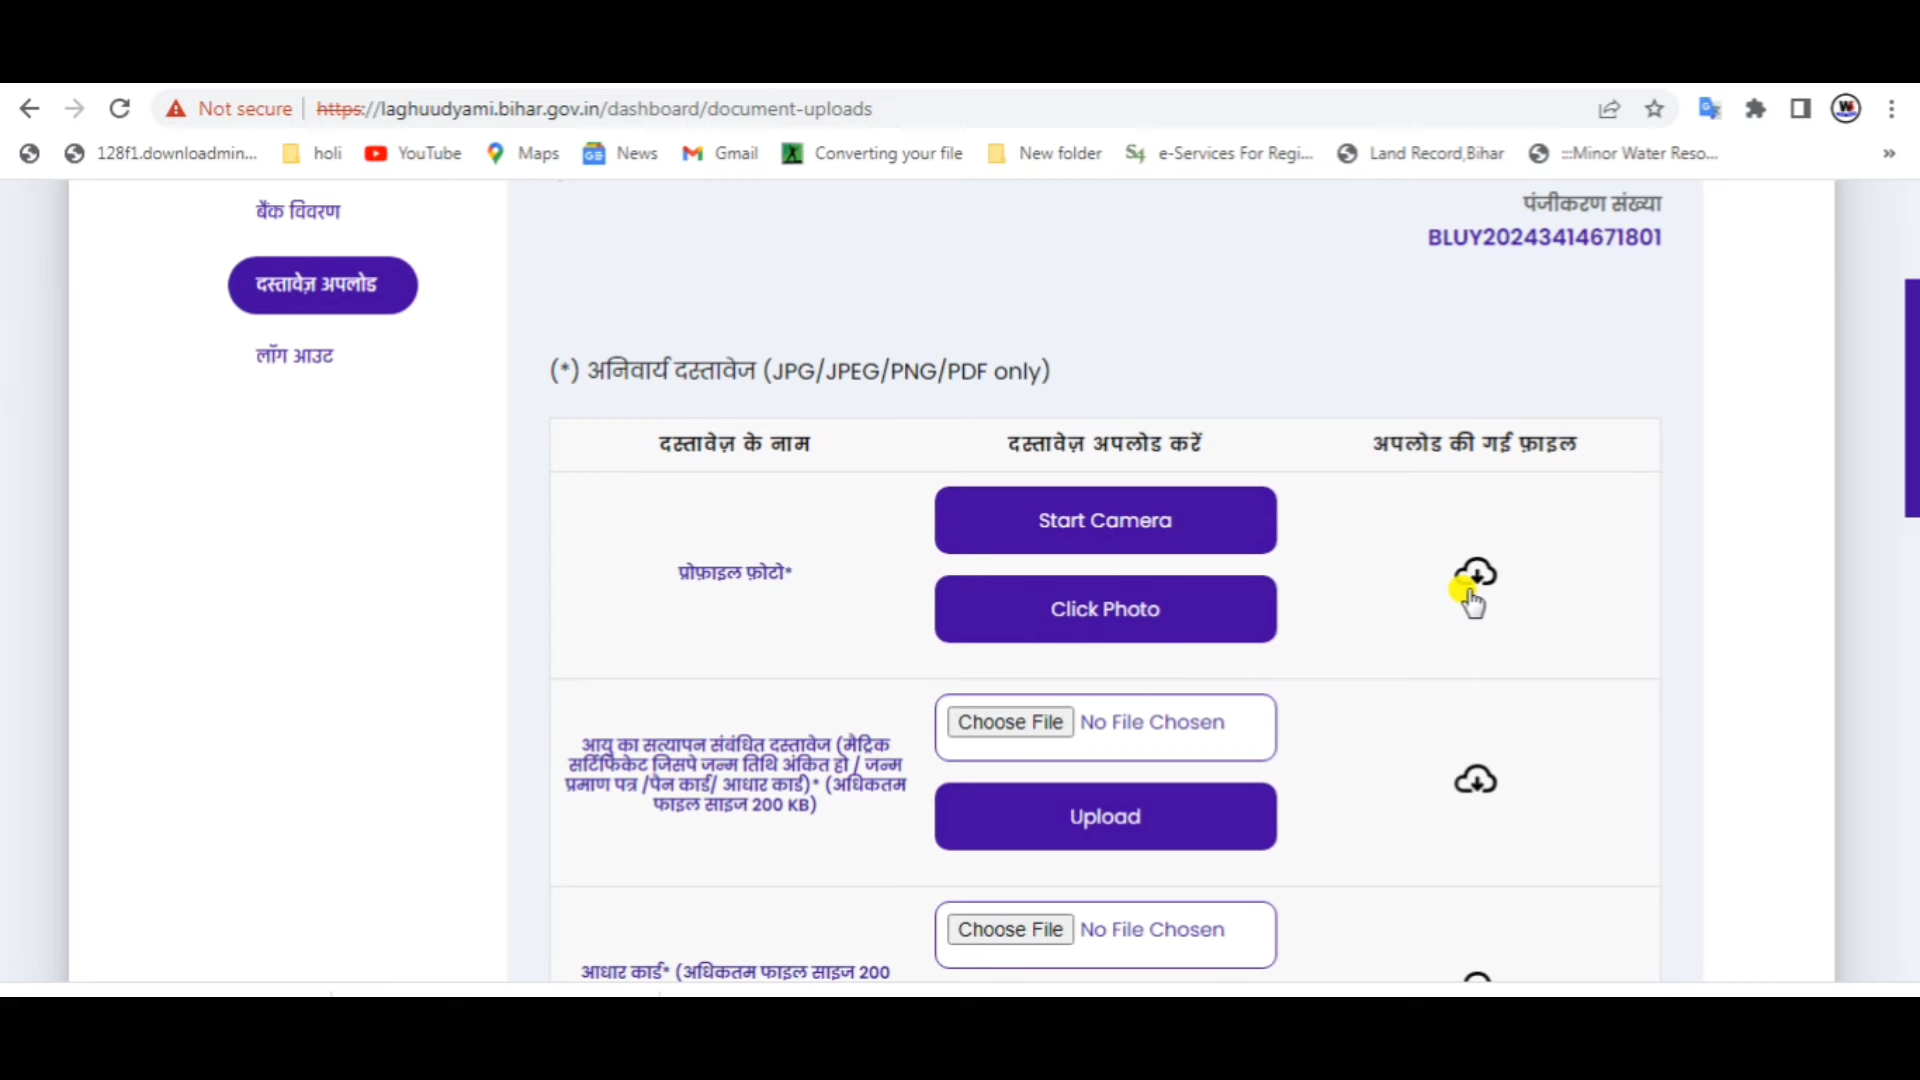 Not secure | https://laghuudyami.bihar.gov.in/dashboard/document-uploads
128f1.downloadmin... holi YouTube Maps News Gmail Converting your file New folder e-Services For Regi... Land Record,Bihar :::Minor Water Reso... »
बैंक विवरण
पंजीकरण संख्या
BLUY20243414671801
दस्तावेज़ अपलोड
लॉग आउट
(*) अनिवार्य दस्तावेज (JPG/JPEG/PNG/PDF only)
दस्तावेज़ के नाम दस्तावेज़ अपलोड करें अपलोड की गई फ़ाइल
Start Camera
प्रोफ़ाइल फ़ोटो*
Click Photo
Choose File No File Chosen
आयु का सत्यापन संबंधित दस्तावेज (मैट्रिक
सर्टिफिकेट जिसपे जन्म तिथि अंकित हो / जन्म
प्रमाण पत्र /पैन कार्ड/ आधार कार्ड)* (अधिकतम
फाइल साइज 200 KB)
Upload
Choose File No File Chosen
आधार कार्ड* (अधिकतम फाइल साइज 200